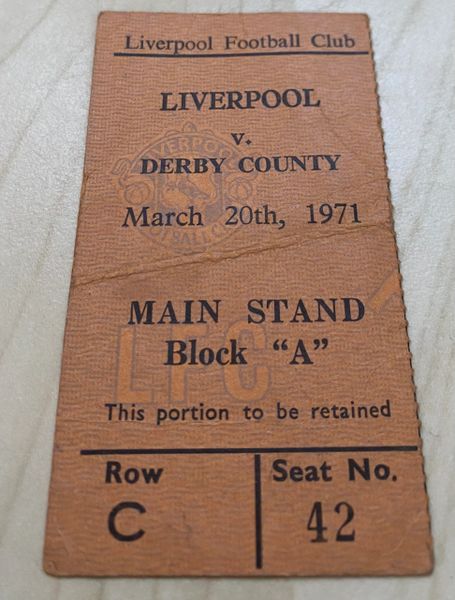 Liverpool Football Club
LIVERPOOL
v.
DERBY COUNTY
March 20th, 1971
MAIN STAND
Block "A"
LFC
This portion to be retained
Row
Seat No.
C
42